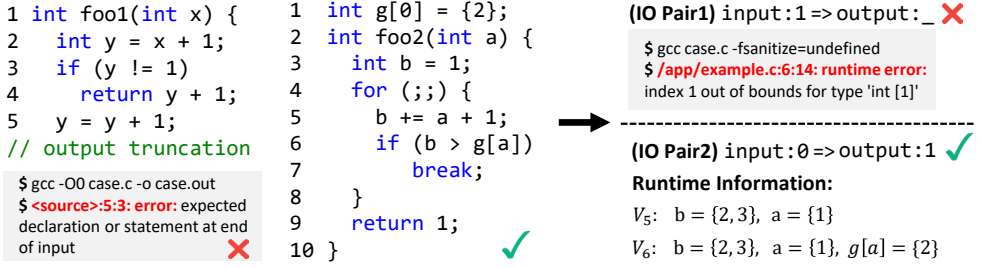 1 int foo1(int x) {
2   int y = x + 1;
3   if (y != 1)
4     return y + 1;
5   y = y + 1;
// output truncation
$ gcc -O0 case.c -o case.out
$ <source>:5:3: error: expected
declaration or statement at end
of input
1 int g[0] = {2};
2 int foo2(int a) {
3   int b = 1;
4   for (;;) {
5     b += a + 1;
6     if (b > g[a])
7       break;
8   }
9   return 1;
10 }
(IO Pair1) input:1=>output:_
$ gcc case.c -fsanitize=undefined
$ /app/example.c:6:14: runtime error:
index 1 out of bounds for type 'int [1]'
(IO Pair2) input:0=>output:1
Runtime Information:
V₅: b = {2,3}, a = {1}
V₆: b = {2,3}, a = {1}, g[a] = {2}